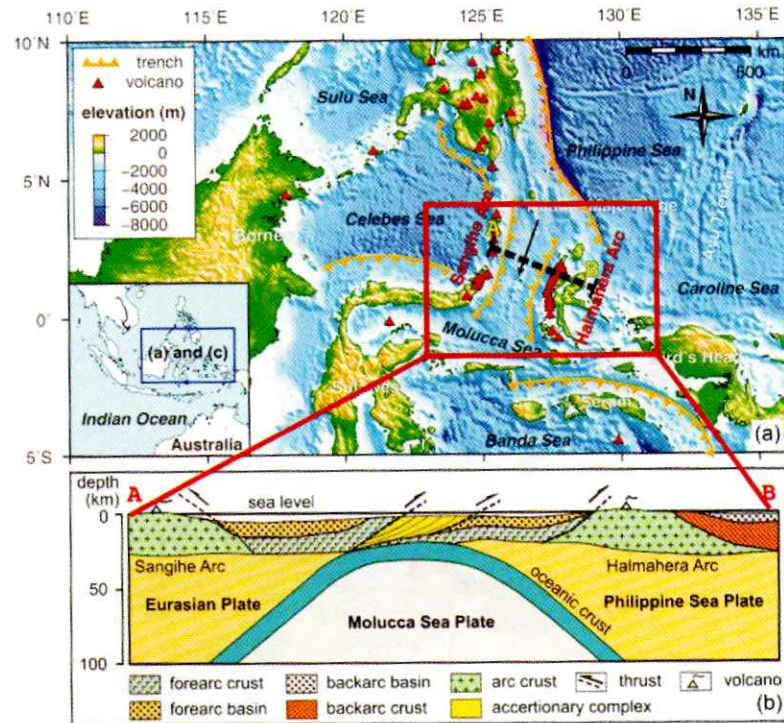 110°E 115°E 120°E 125°E 130°E 135°E
10°N
5°N
0°
5°S
trench
volcano
elevation (m)
2000
0
−2000
−4000
−6000
−8000
Sulu Sea
km
0 600
N
Philippine Sea
Celebes Sea
Sangihe Arc
A
B
Halmahera Arc
Caroline Sea
Molucca Sea
Seram
Banda Sea
(a) and (c)
Indian Ocean
Australia
(a)
depth
(km)
A
B
sea level
0
50
100
Sangihe Arc
Halmahera Arc
Eurasian Plate
Molucca Sea Plate
oceanic crust
Philippine Sea Plate
forearc crust
backarc basin
arc crust
thrust
volcano
forearc basin
backarc crust
accertionary complex
(b)